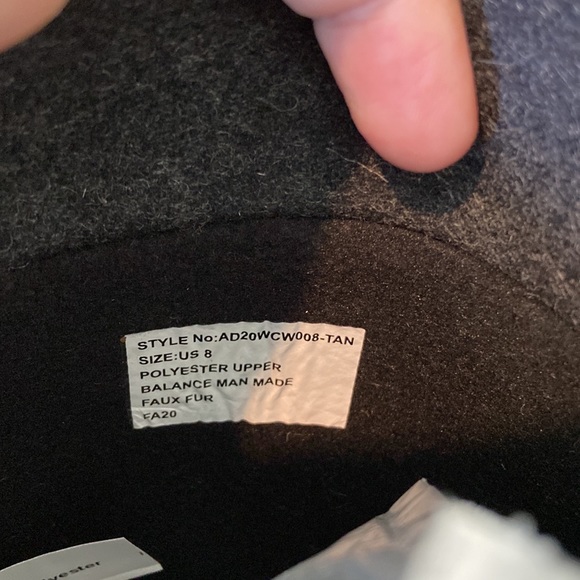 STYLE No:AD20WCW008-TAN
SIZE:US 8
POLYESTER UPPER
BALANCE MAN MADE
FAUX FUR
FA20